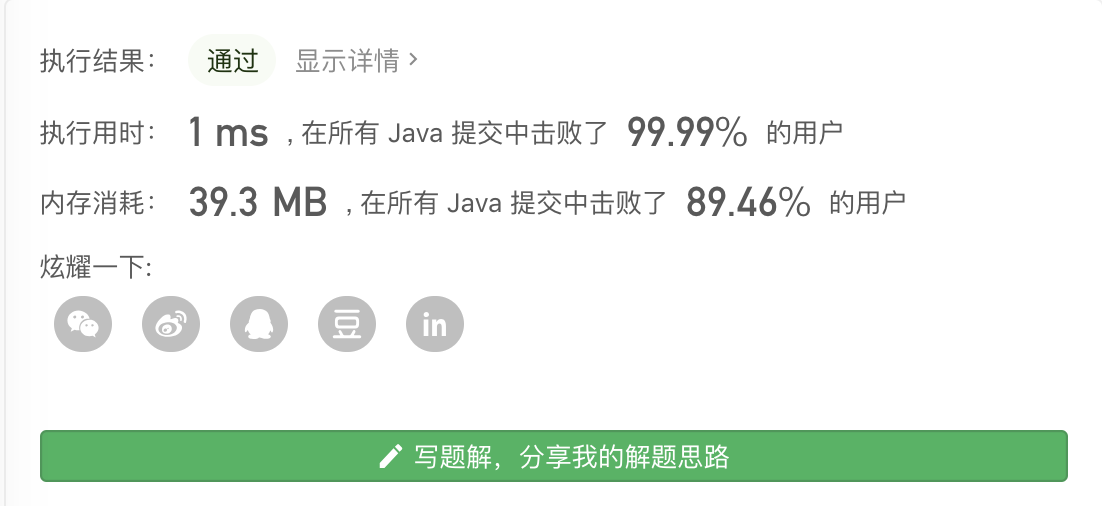 执行结果： 通过 显示详情 >
执行用时： 1 ms , 在所有 Java 提交中击败了 99.99% 的用户
内存消耗： 39.3 MB , 在所有 Java 提交中击败了 89.46% 的用户
炫耀一下:
豆 in
写题解，分享我的解题思路